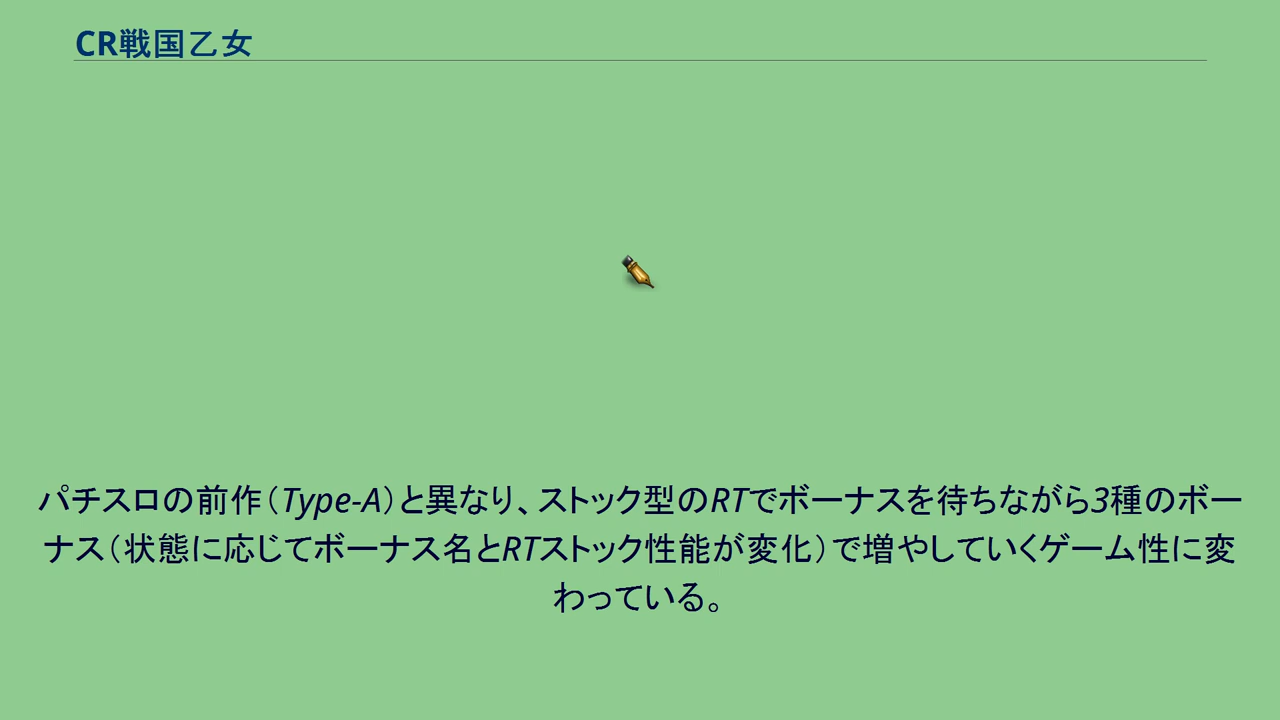 CR戦国乙女
パチスロの前作（Type-A）と異なり、ストック型のRTでボーナスを待ちながら3種のボー
ナス（状態に応じてボーナス名とRTストック性能が変化）で増やしていくゲーム性に変
わっている。